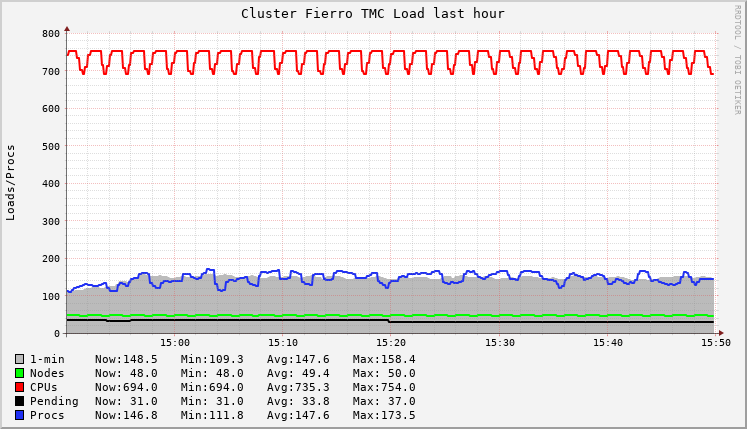 Cluster Fierro TMC Load last hour
RRDTOOL / TOBI OETIKER
Loads/Procs
800
700
600
500
400
300
200
100
0
15:00 15:10 15:20 15:30 15:40 15:50
1-min Now:148.5 Min:109.3 Avg:147.6 Max:158.4
Nodes Now: 48.0 Min: 48.0 Avg: 49.4 Max: 50.0
CPUs Now:694.0 Min:694.0 Avg:735.3 Max:754.0
Pending Now: 31.0 Min: 31.0 Avg: 33.8 Max: 37.0
Procs Now:146.8 Min:111.8 Avg:147.6 Max:173.5